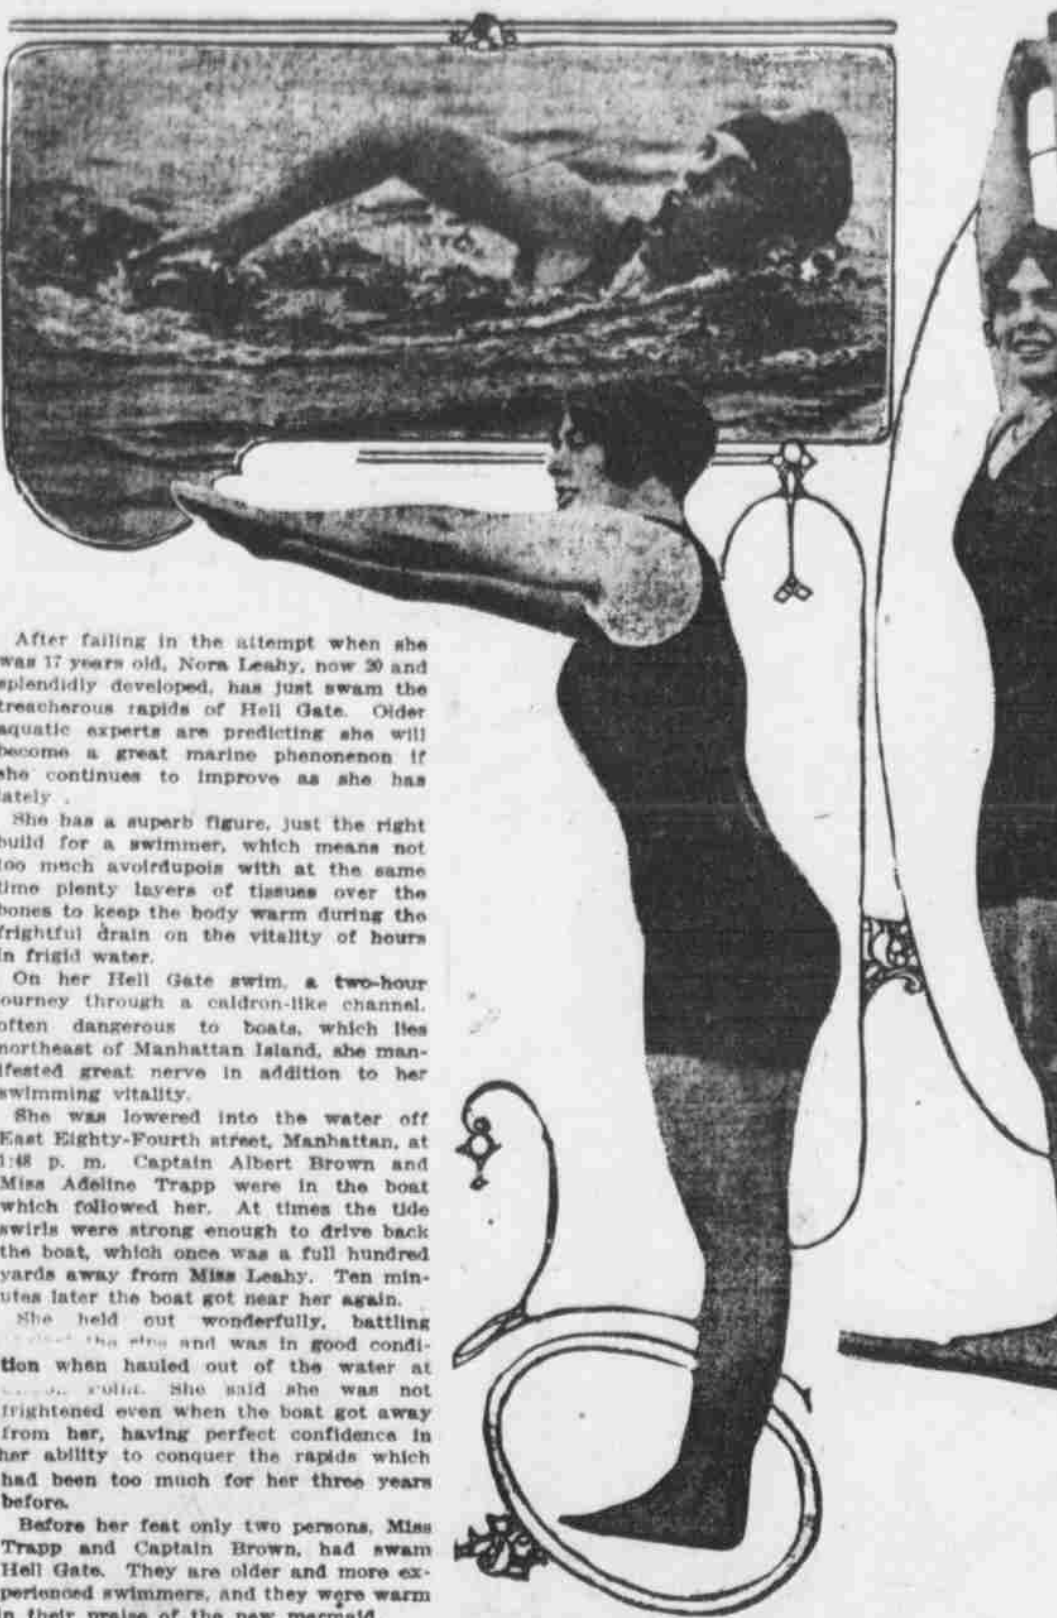 After failing in the attempt when she
was 17 years old, Nora Leahy, now 20 and
splendidly developed, has just swam the
treacherous rapids of Hell Gate. Older
aquatic experts are predicting she will
become a great marine phenonenon if
she continues to improve as she has
lately .
She has a superb figure, just the right
build for a swimmer, which means not
too much avoirdupois with at the same
time plenty layers of tissues over the
bones to keep the body warm during the
frightful drain on the vitality of hours
in frigid water.
On her Hell Gate swim, a two-hour
journey through a caldron-like channel,
often dangerous to boats, which lies
northeast of Manhattan Island, she man-
ifested great nerve in addition to her
swimming vitality.
She was lowered into the water off
East Eighty-Fourth street, Manhattan, at
1:48 p. m. Captain Albert Brown and
Miss Adeline Trapp were in the boat
which followed her. At times the tide
swirls were strong enough to drive back
the boat, which once was a full hundred
yards away from Miss Leahy. Ten min-
utes later the boat got near her again.
She held out wonderfully, battling
the and was in good condi-
tion when hauled out of the water at
Point. She said she was not
frightened even when the boat got away
from her, having perfect confidence in
her ability to conquer the rapids which
had been too much for her three years
before.
Before her feat only two persons, Miss
Trapp and Captain Brown, had swam
Hell Gate. They are older and more ex-
perienced swimmers, and they were warm
in their praise of the new mermaid.